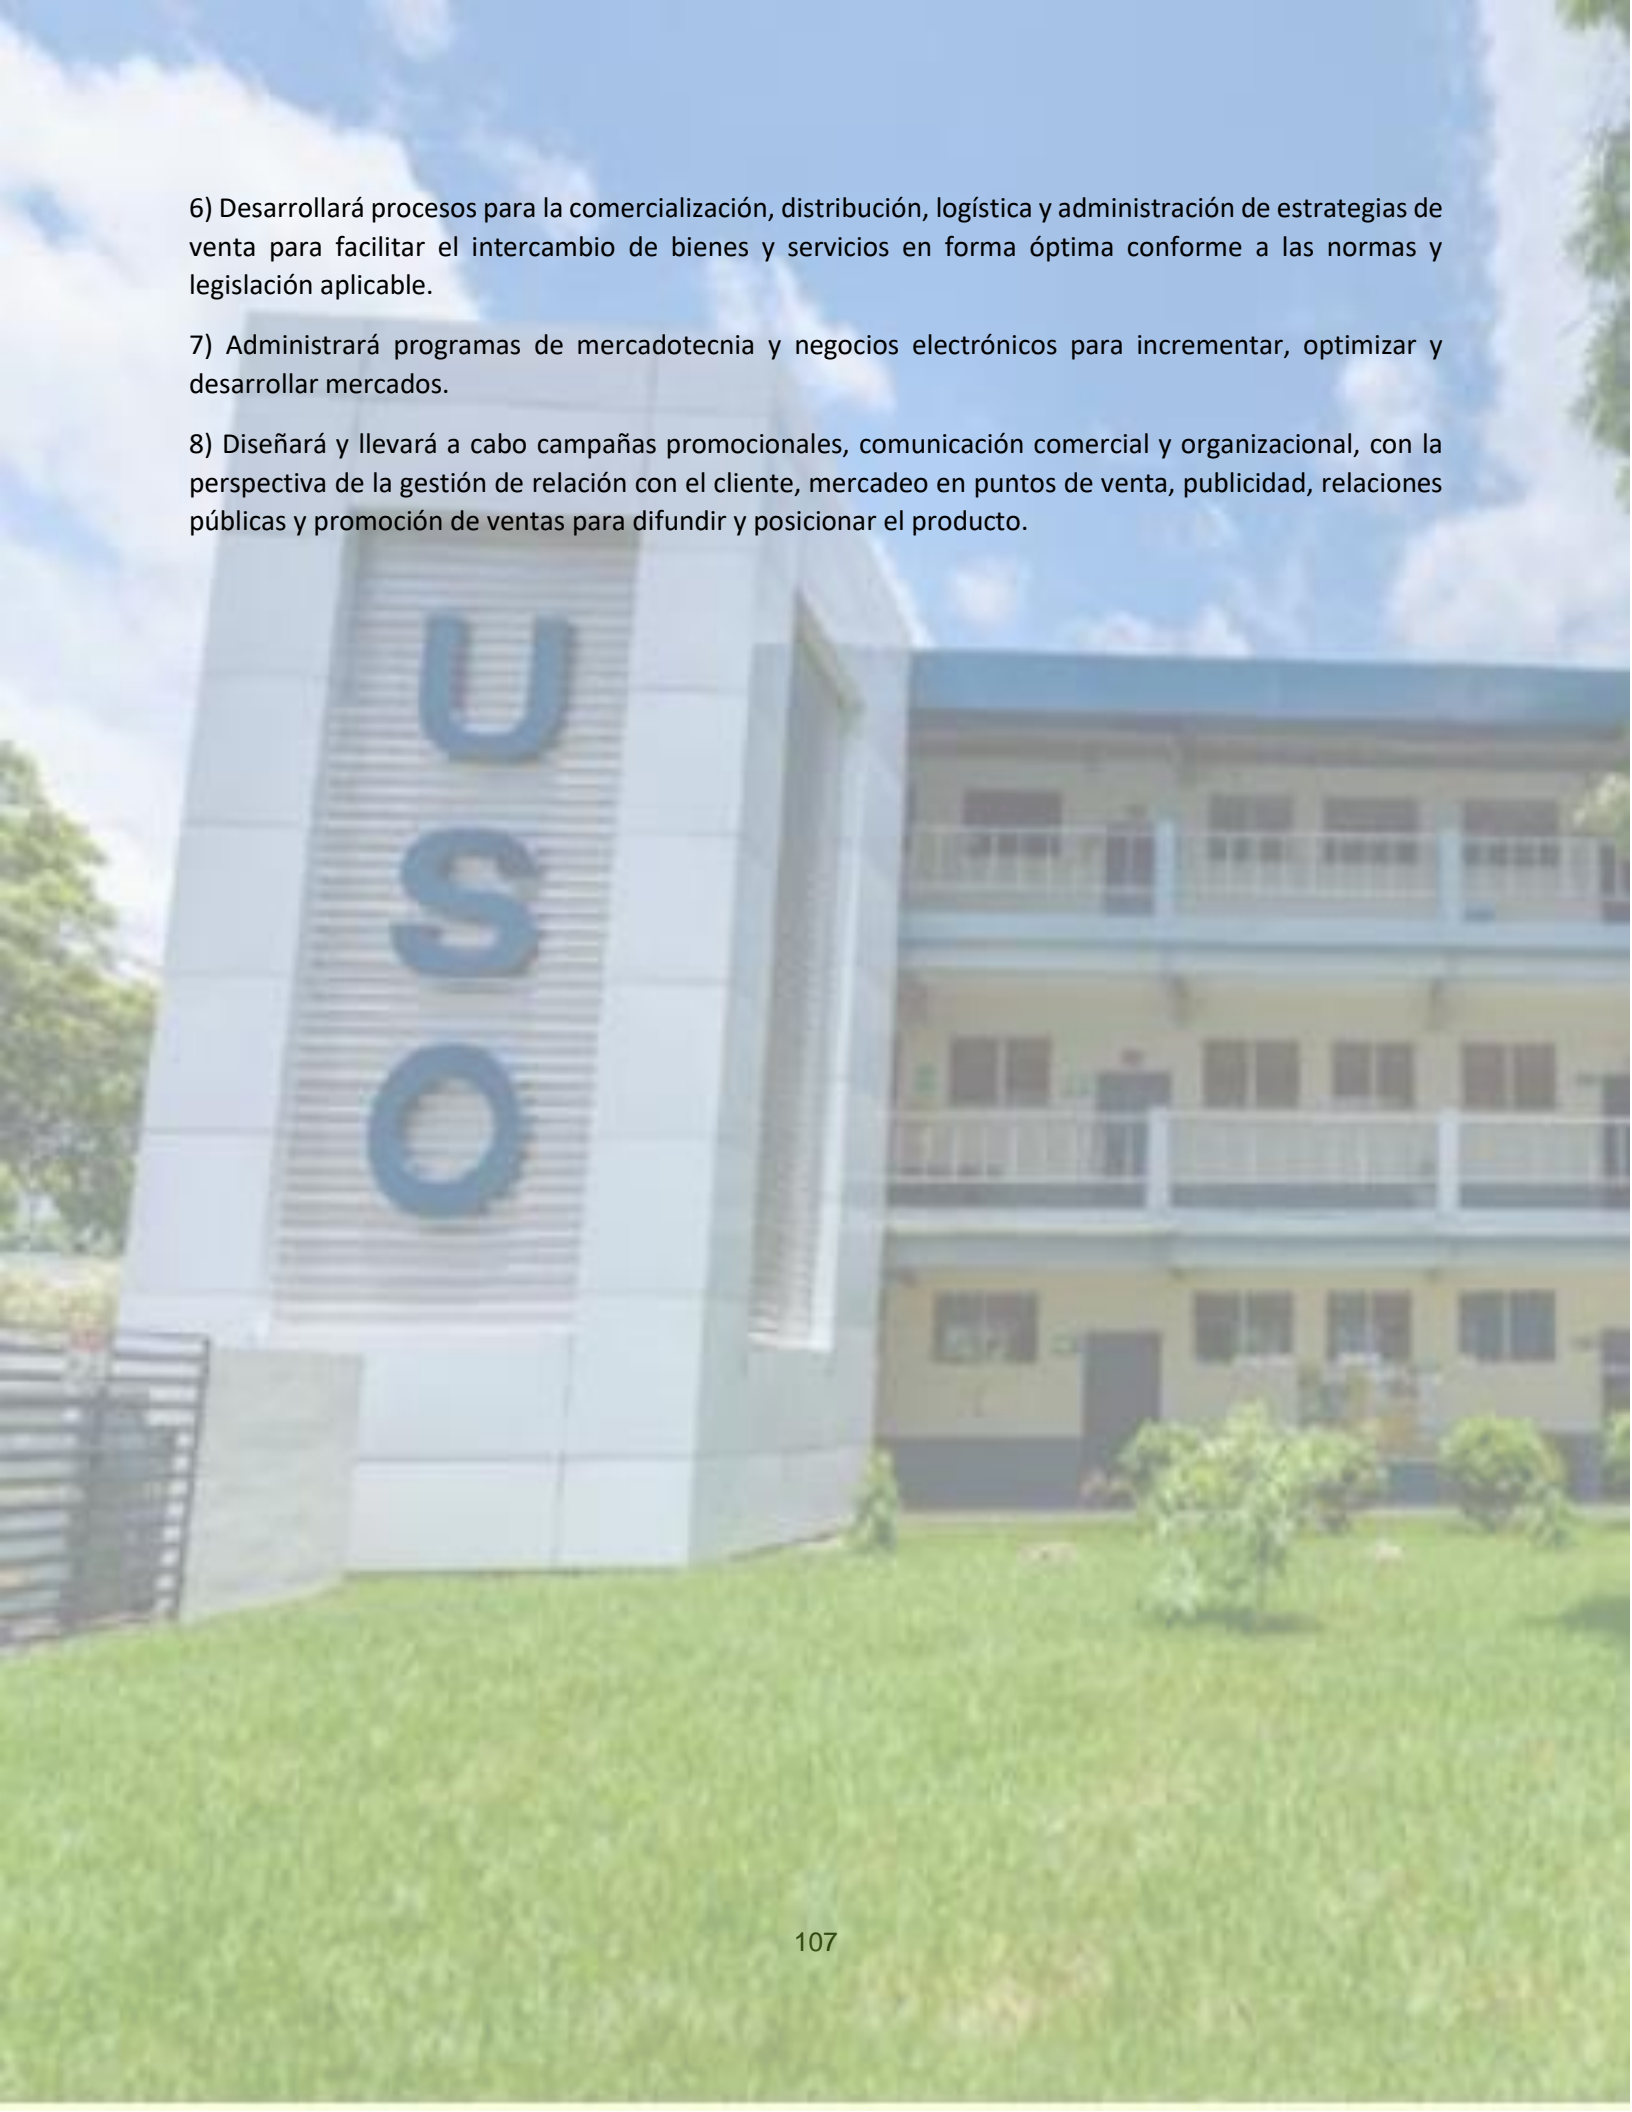 6) Desarrollará procesos para la comercialización, distribución, logística y administración de estrategias de
venta para facilitar el intercambio de bienes y servicios en forma óptima conforme a las normas y
legislación aplicable.
7) Administrará programas de mercadotecnia y negocios electrónicos para incrementar, optimizar y
desarrollar mercados.
8) Diseñará y llevará a cabo campañas promocionales, comunicación comercial y organizacional, con la
perspectiva de la gestión de relación con el cliente, mercadeo en puntos de venta, publicidad, relaciones
públicas y promoción de ventas para difundir y posicionar el producto.
U
S
O
107